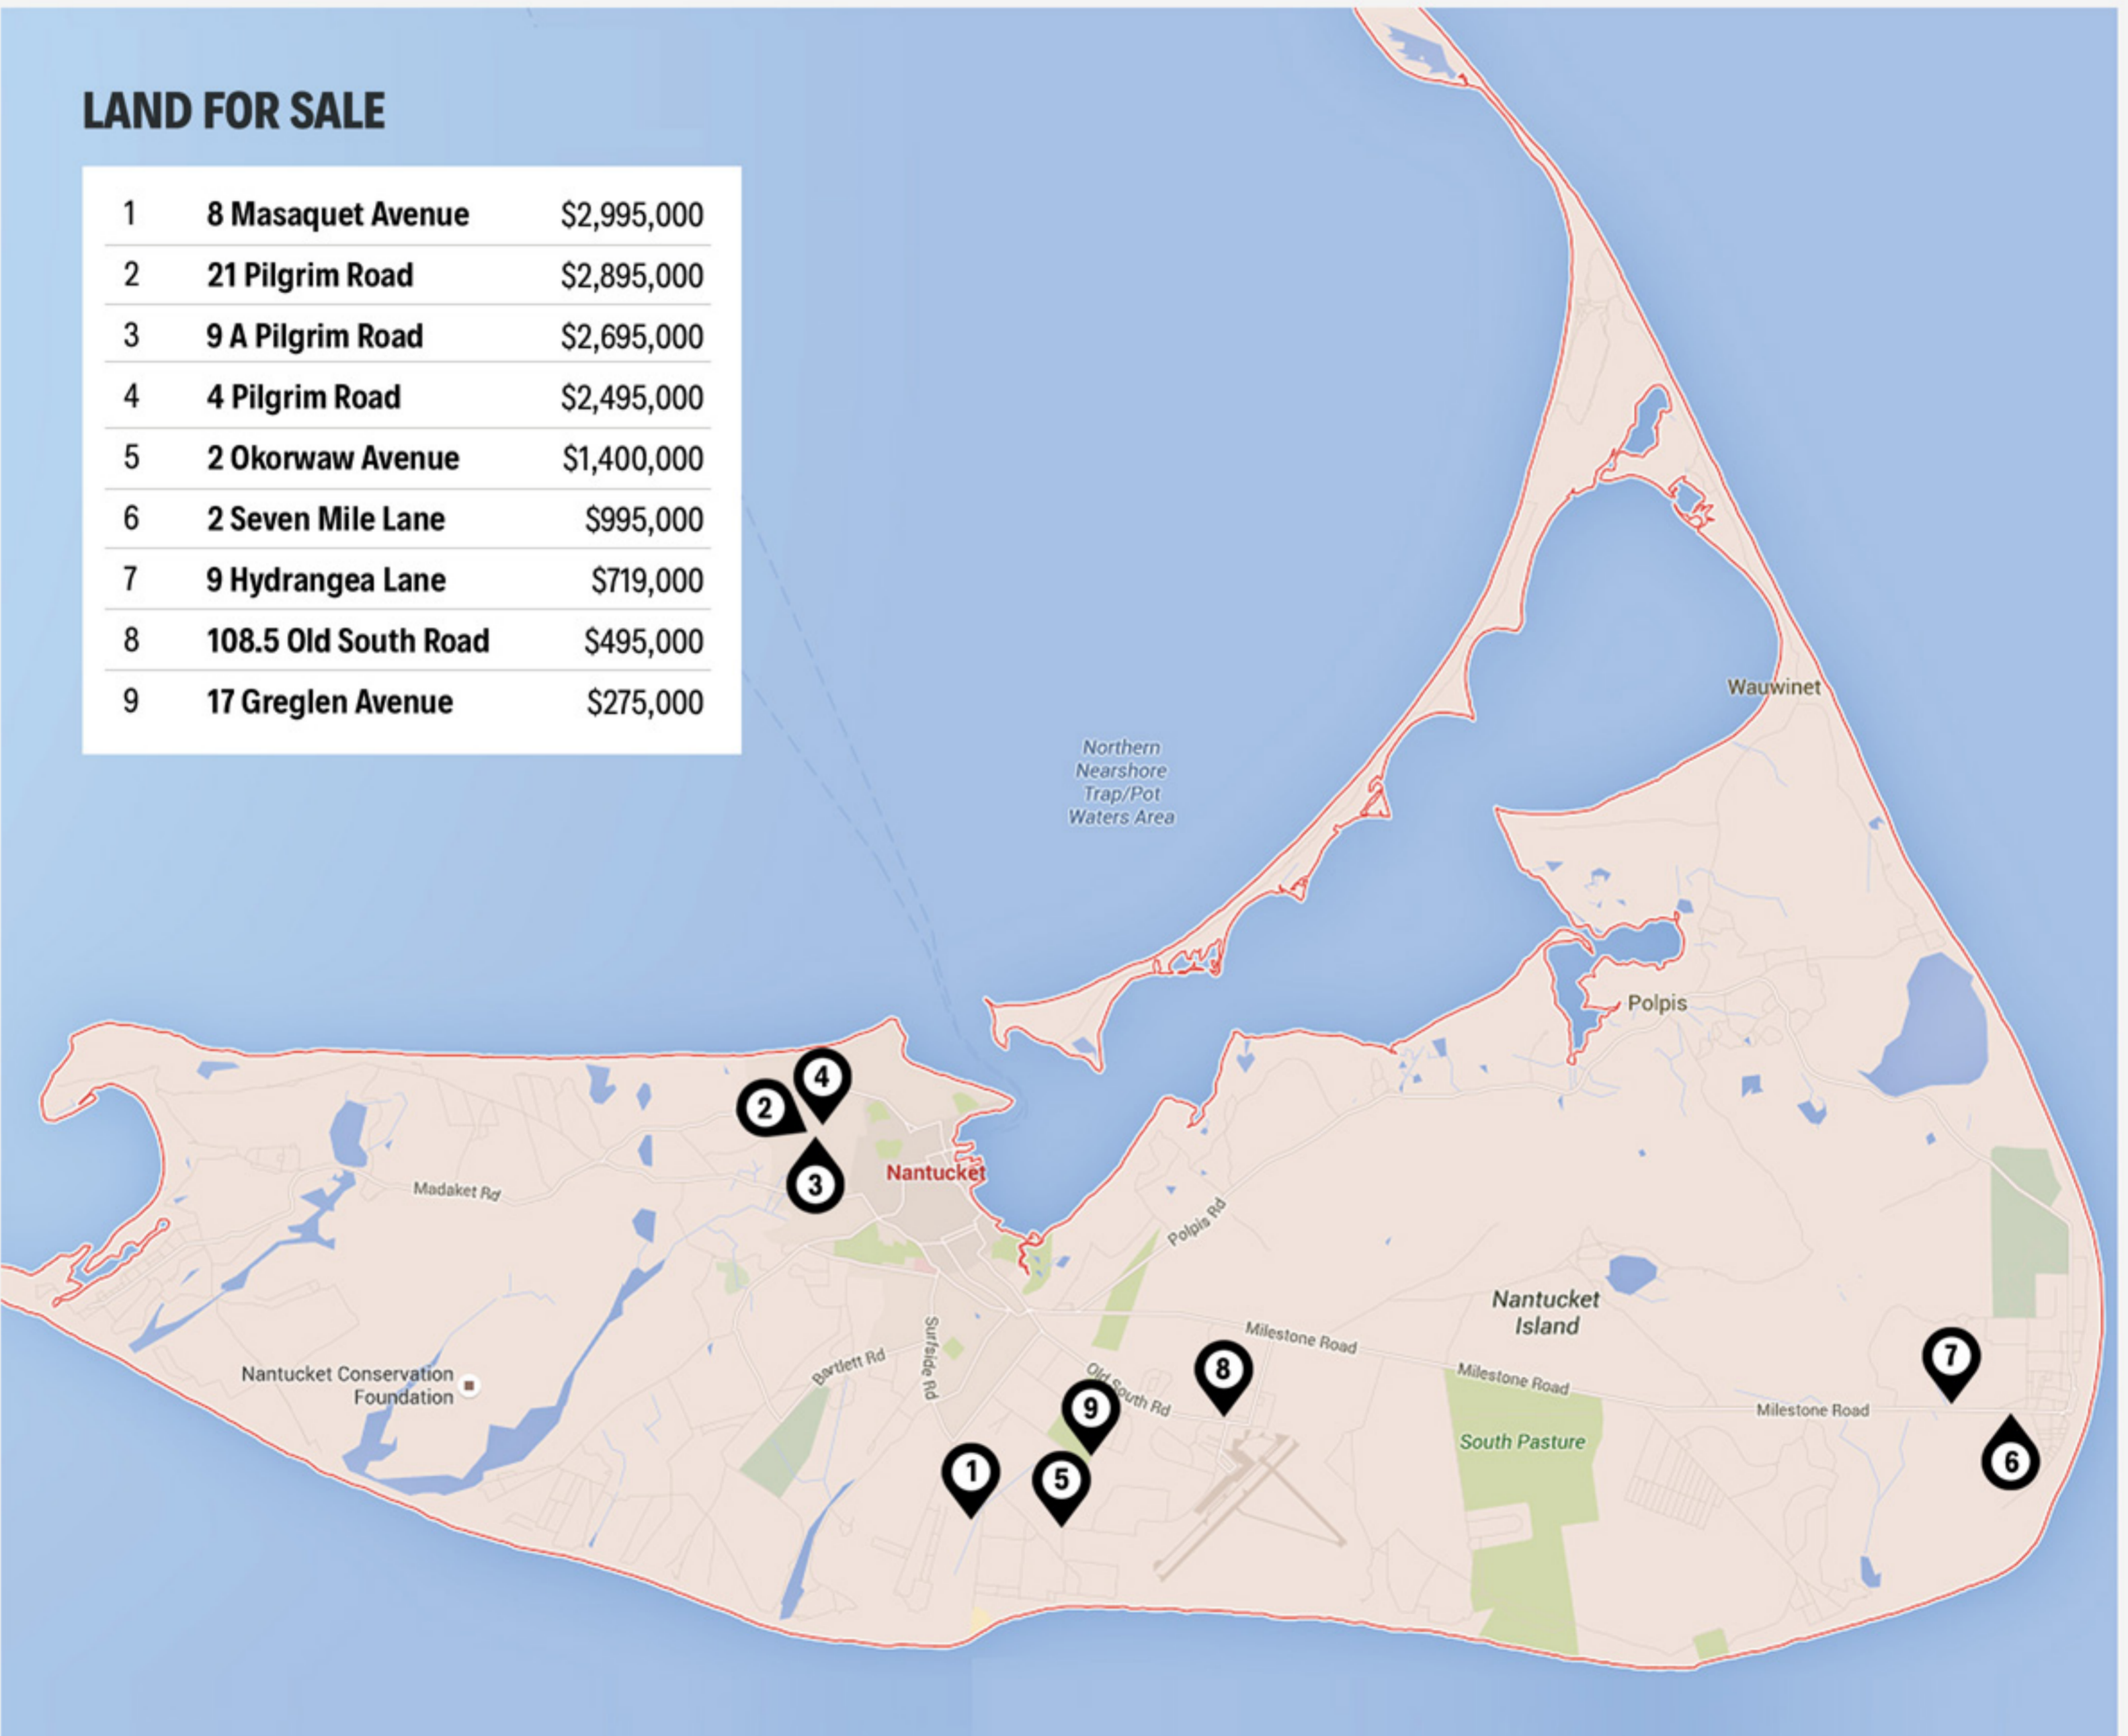 LAND FOR SALE
1 8 Masaquet Avenue $2,995,000
2 21 Pilgrim Road $2,895,000
3 9 A Pilgrim Road $2,695,000
4 4 Pilgrim Road $2,495,000
5 2 Okorwaw Avenue $1,400,000
6 2 Seven Mile Lane $995,000
7 9 Hydrangea Lane $719,000
8 108.5 Old South Road $495,000
9 17 Greglen Avenue $275,000
Wauwinet
Northern
Nearshore
Trap/Pot
Waters Area
Polpis
4
2
3
Nantucket
Madaket Rd
Polpis Rd
Nantucket
Island
Milestone Road
Surfside Rd
Bartlett Rd
Nantucket Conservation
Foundation
Old South Rd
8
7
Milestone Road
Milestone Road
9
South Pasture
1
5
6